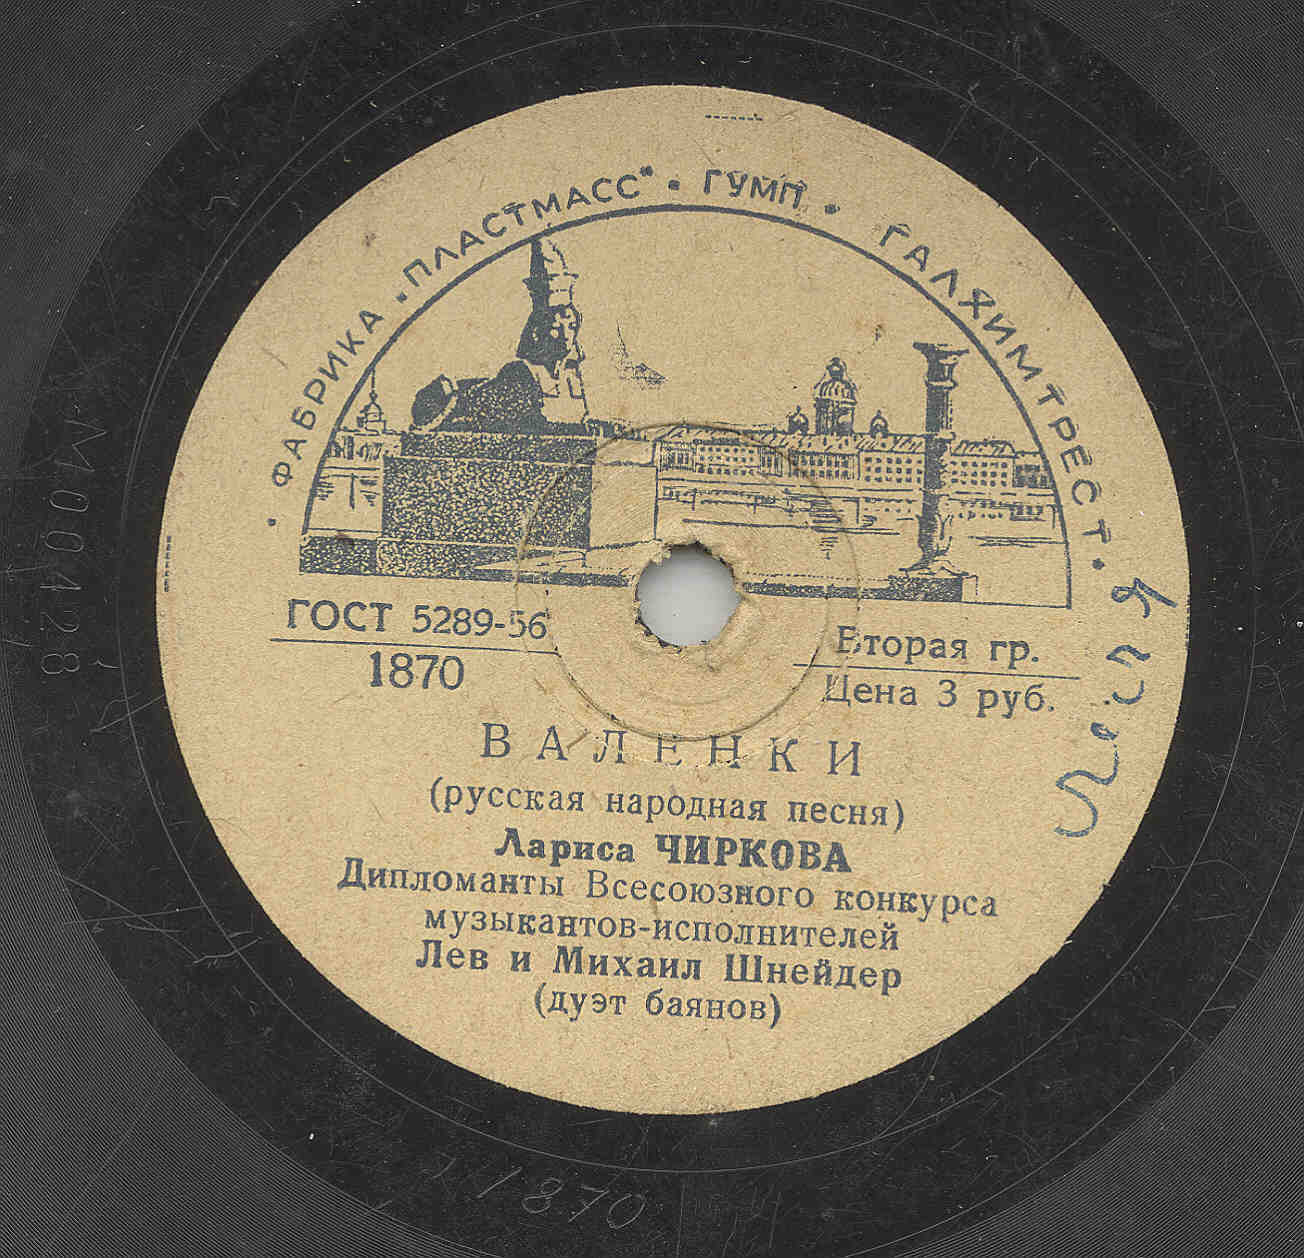 ФАБРИКА „ПЛАСТМАСС“ • ГУМП • ГАЛХИМТРЕСТ •
ГОСТ 5289-56
1870
Вторая гр.
Цена 3 руб.
ВАЛЕНКИ
(русская народная песня)
Лариса ЧИРКОВА
Дипломанты Всесоюзного конкурса
музыкантов-исполнителей
Лев и Михаил Шнейдер
(дуэт баянов)
1870
М00428